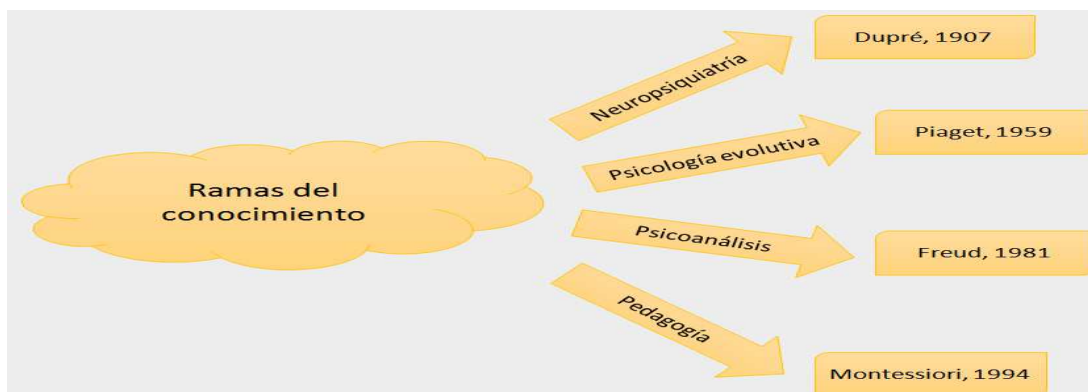 Ramas del
conocimiento
Neuropsiquiatría
Dupré, 1907
Psicología evolutiva
Piaget, 1959
Psicoanálisis
Freud, 1981
Pedagogía
Montessiori, 1994